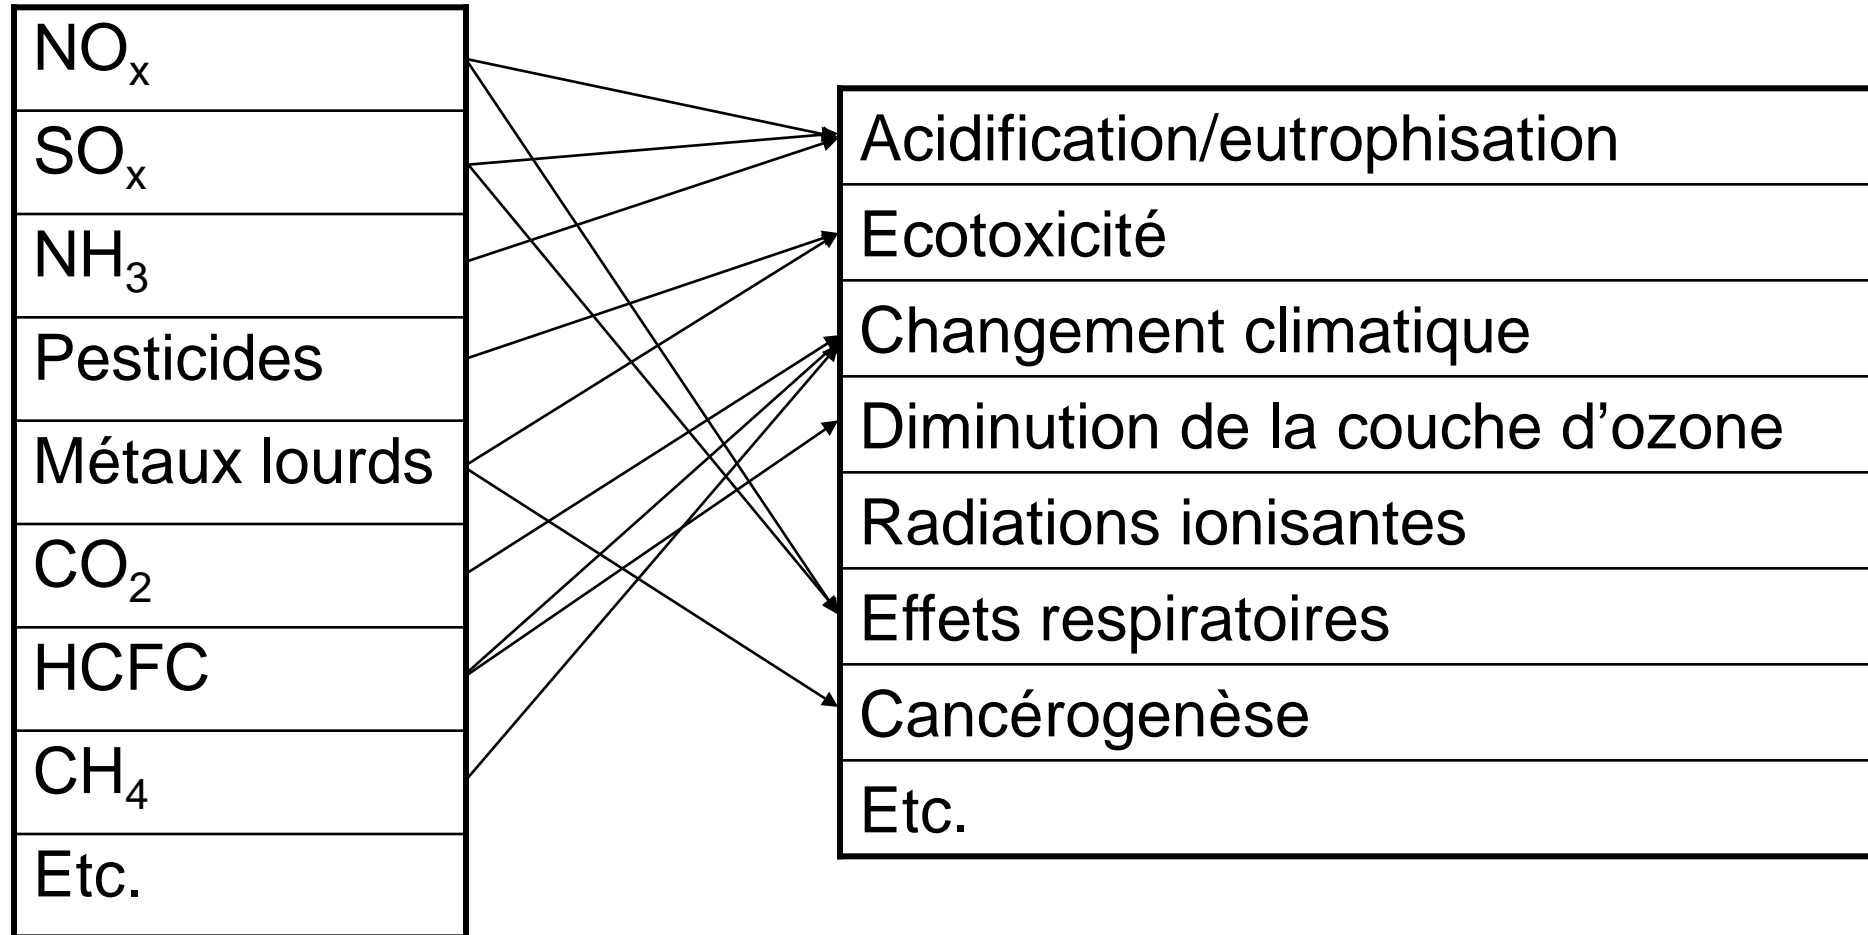 NOx
SOx
NH3
Pesticides
Métaux lourds
CO2
HCFC
CH4
Etc.
Acidification/eutrophisation
Ecotoxicité
Changement climatique
Diminution de la couche d’ozone
Radiations ionisantes
Effets respiratoires
Cancérogenèse
Etc.